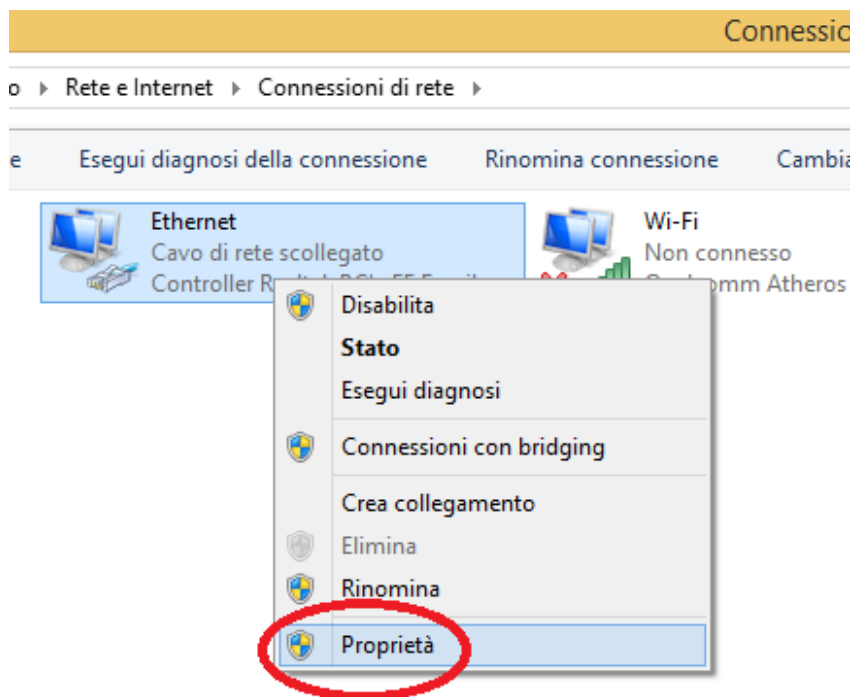 Connessio
o ▸ Rete e Internet ▸ Connessioni di rete ▸
e Esegui diagnosi della connessione Rinomina connessione Cambia
Ethernet
Cavo di rete scollegato
Controller
Wi-Fi
Non connesso
Atheros
Disabilita
Stato
Esegui diagnosi
Connessioni con bridging
Crea collegamento
Elimina
Rinomina
Proprietà